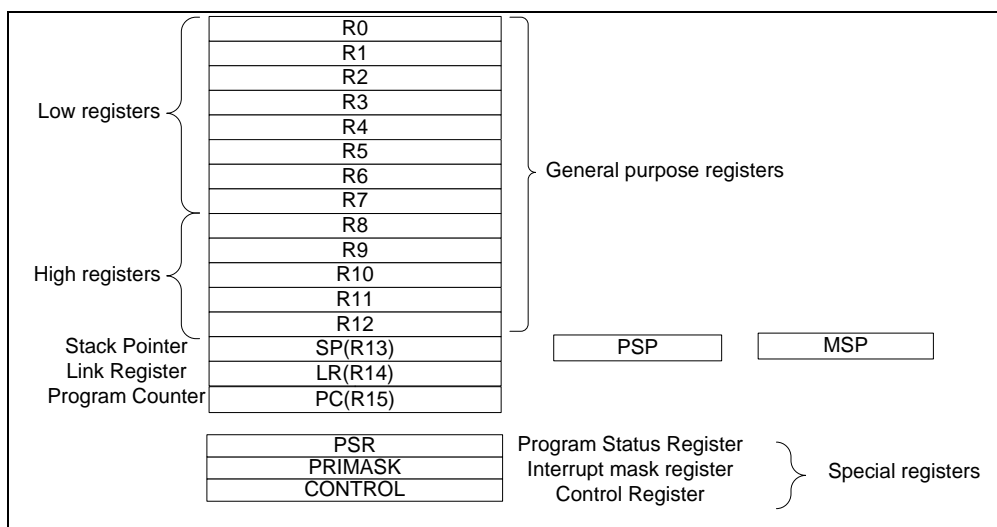 R0
R1
R2
R3
Low registers
R4
R5
R6
General purpose registers
R7
R8
R9
High registers
R10
R11
R12
Stack Pointer SP(R13) PSP MSP
Link Register LR(R14)
Program Counter PC(R15)
PSR Program Status Register
PRIMASK Interrupt mask register Special registers
CONTROL Control Register